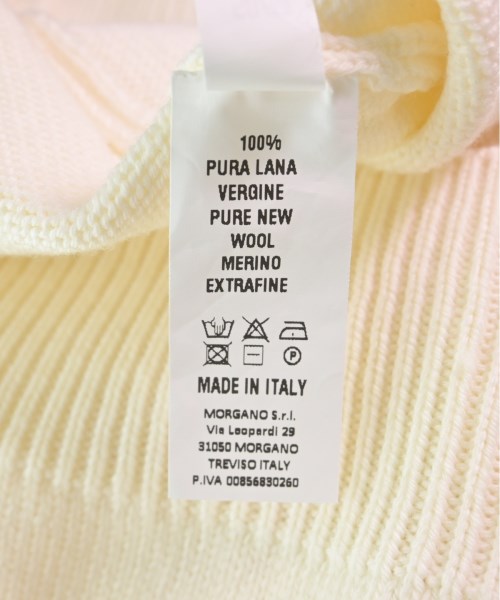 100%
PURA LANA
VERGINE
PURE NEW
WOOL
MERINO
EXTRAFINE
P
MADE IN ITALY
MORGANO S.r.l.
Via Leopardi 29
31050 MORGANO
TREVISO ITALY
P.IVA 00856830260